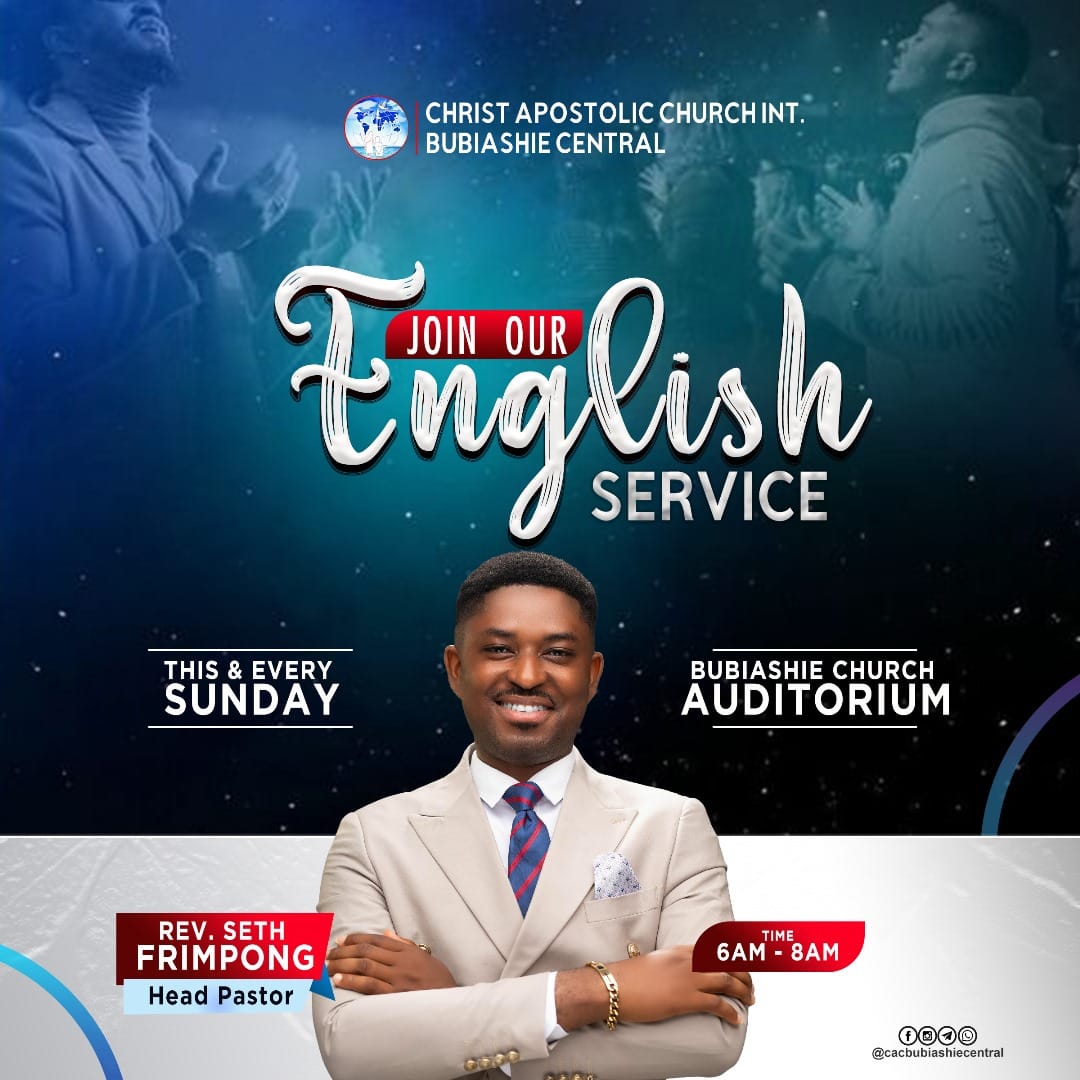 CHRIST APOSTOLIC CHURCH INT.
BUBIASHIE CENTRAL
JOIN OUR
English
SERVICE
THIS & EVERY
SUNDAY
BUBIASHIE CHURCH
AUDITORIUM
REV. SETH
FRIMPONG
Head Pastor
TIME
6AM - 8AM
@cacbubiashiecentral